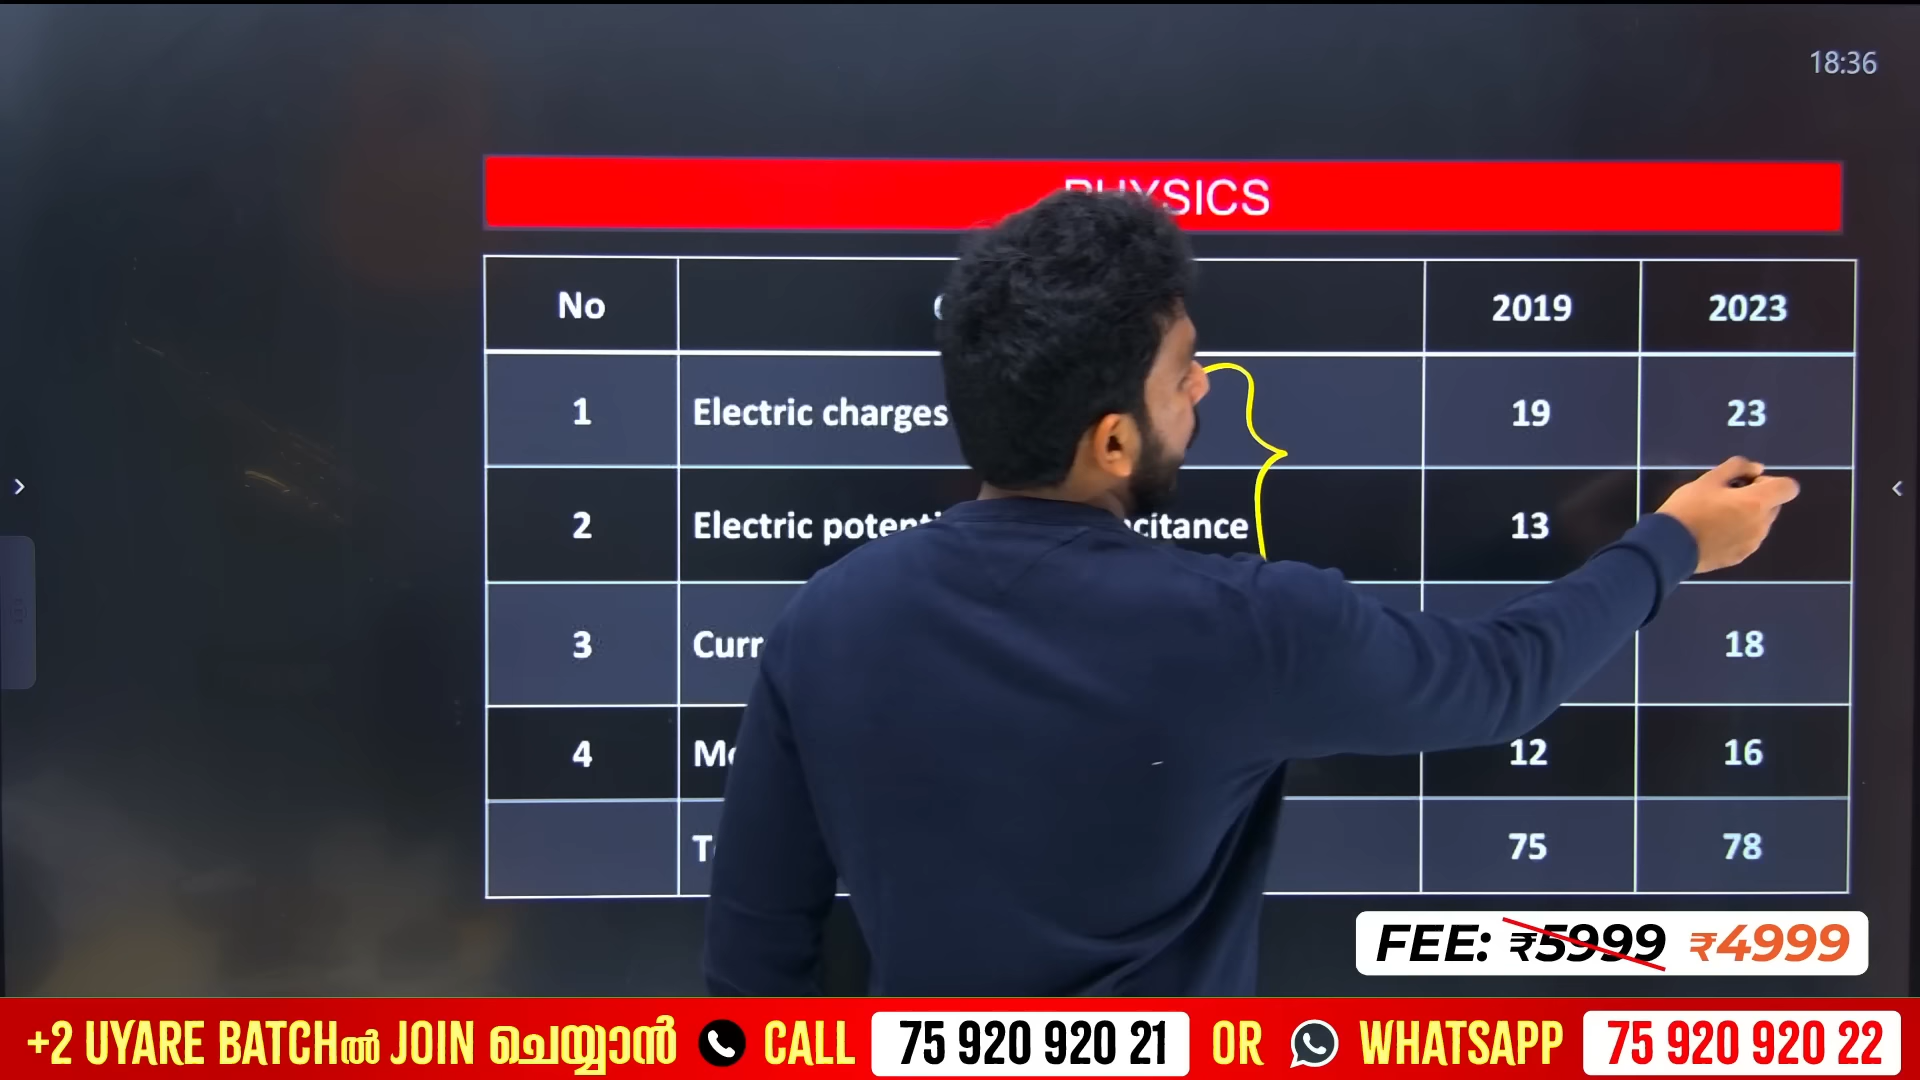 18:36
PHYSICS
No 2019 2023
1 Electric charges 19 23
2 Electric citance 13
3 18
4 12 16
75 78
FEE: ₹5999 ₹4999
+2 UYARE BATCHൽ JOIN ചെയ്യാൻ CALL 75 920 920 21 OR WHATSAPP 75 920 920 22